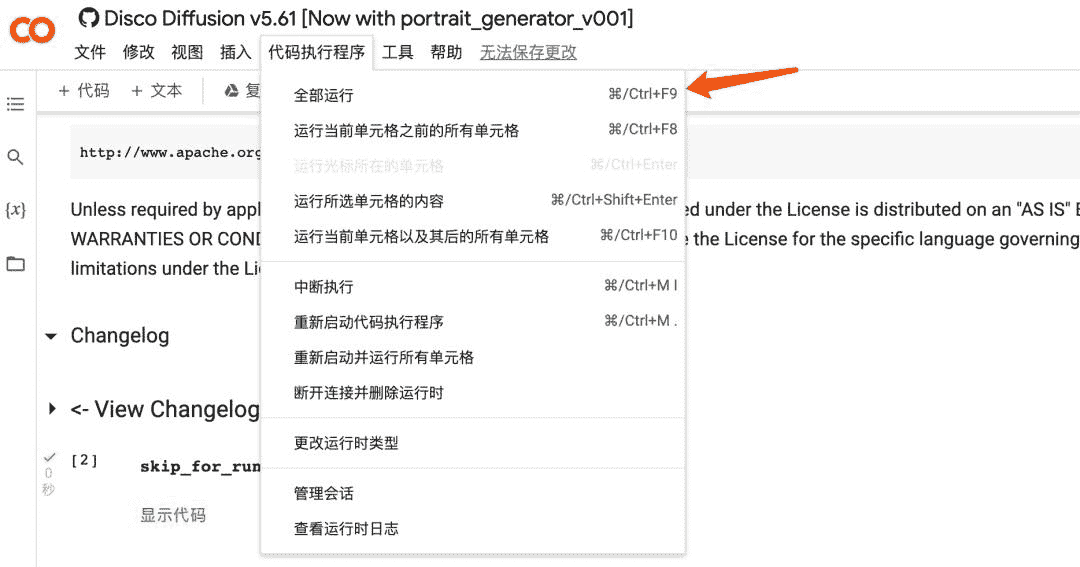 Disco Diffusion v5.61 [Now with portrait_generator_v001]
文件 修改 视图 插入 代码执行程序 工具 帮助 无法保存更改
+ 代码 + 文本 复
全部运行 ⌘/Ctrl+F9
运行当前单元格之前的所有单元格 ⌘/Ctrl+F8
http://www.apache.org
运行光标所在的单元格 ⌘/Ctrl+Enter
运行所选单元格的内容 ⌘/Ctrl+Shift+Enter
{x}
Unless required by appl ed under the License is distributed on an "AS IS" B
运行当前单元格以及其后的所有单元格 ⌘/Ctrl+F10
WARRANTIES OR COND e the License for the specific language governing
limitations under the Li
中断执行 ⌘/Ctrl+M I
重新启动代码执行程序 ⌘/Ctrl+M .
Changelog
重新启动并运行所有单元格
断开连接并删除运行时
<- View Changelog
更改运行时类型
[2] skip_for_run
0
秒
管理会话
显示代码
查看运行时日志